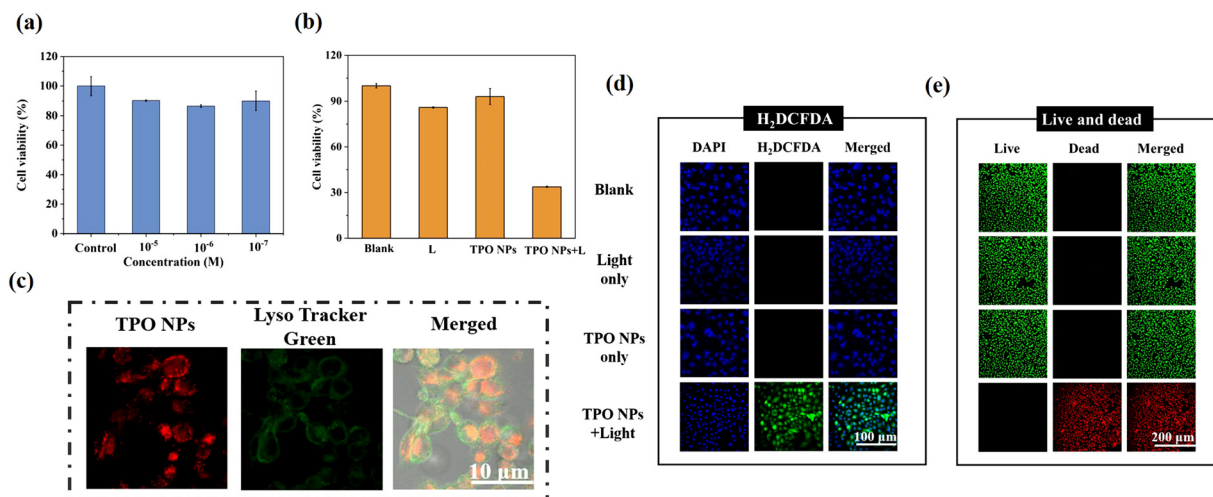 (a)
120
100
80
60
40
20
0
Cell viability (%)
Control
10⁻⁵
10⁻⁶
10⁻⁷
Concentration (M)
(b)
120
90
60
30
0
Cell viability (%)
Blank
L
TPO NPs
TPO NPs+L
(c)
TPO NPs
Lyso Tracker
Green
Merged
10 μm
(d)
H₂DCFDA
DAPI
H₂DCFDA
Merged
Blank
Light
only
TPO NPs
only
TPO NPs
+Light
100 μm
(e)
Live and dead
Live
Dead
Merged
200 μm